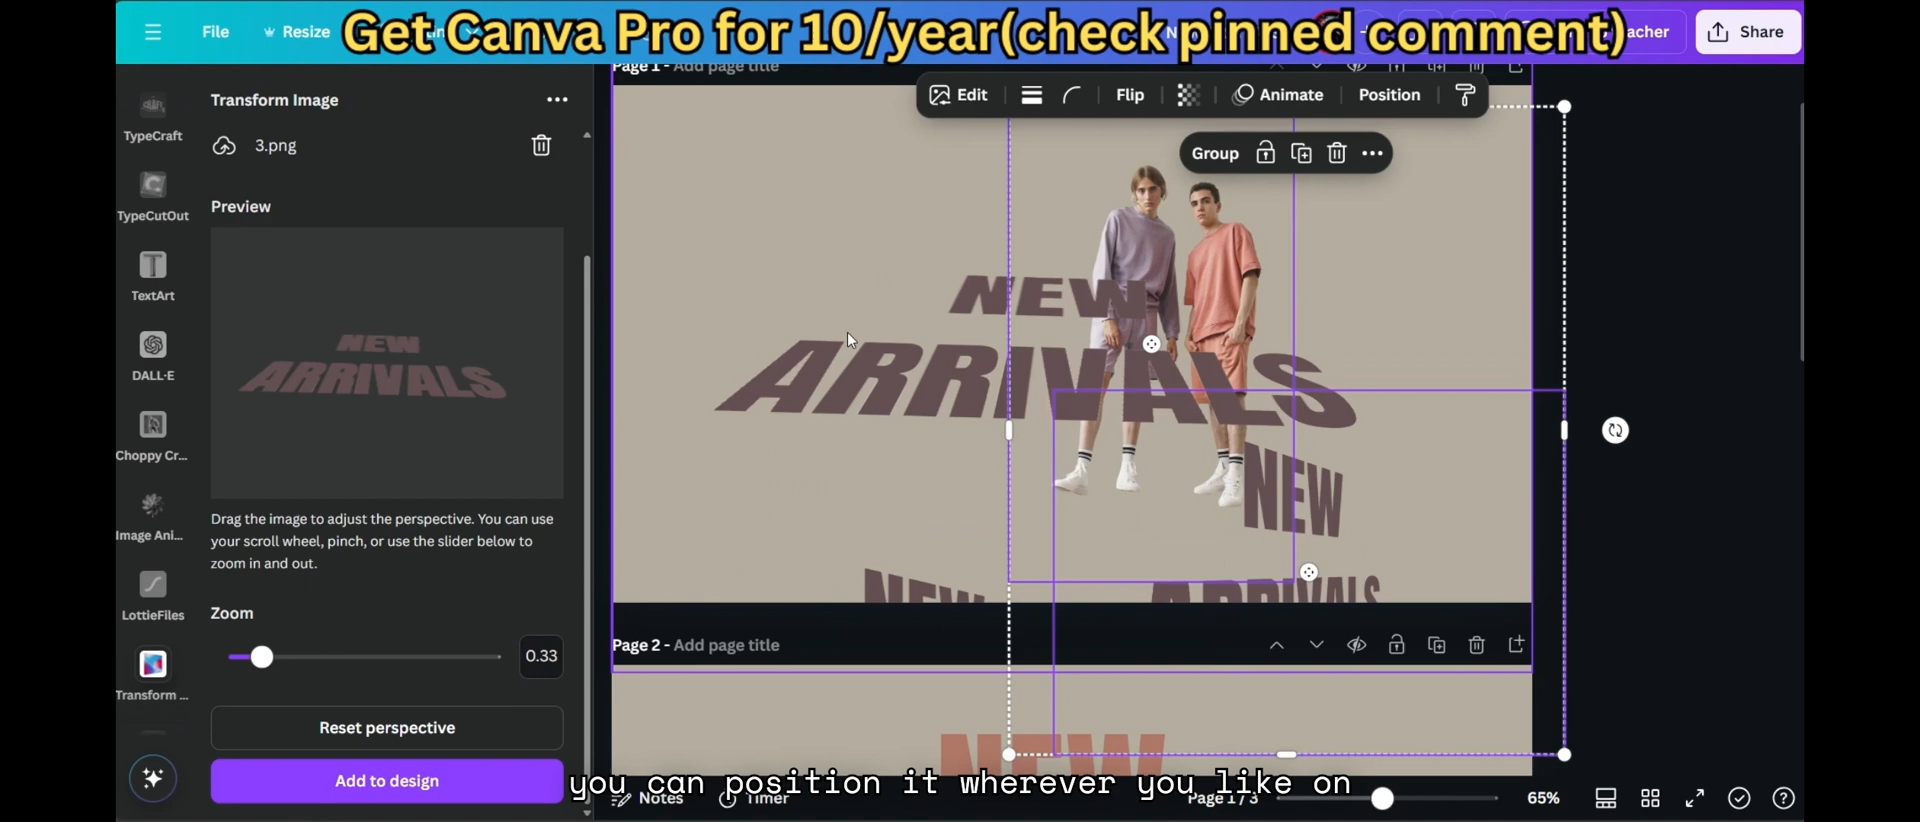 Get Canva Pro for 10/year(check pinned comment)
File
Resize
Share
TypeCraft
TypeCutOut
TextArt
DALL·E
Choppy Cr...
Image Ani...
LottieFiles
Transform ...
Transform Image
3.png
Preview
NEW
ARRIVALS
Drag the image to adjust the perspective. You can use
your scroll wheel, pinch, or use the slider below to
zoom in and out.
Zoom
0.33
Reset perspective
Add to design
Page 1 - Add page title
Edit
Flip
Animate
Position
Group
NEW
ARRIVALS
NEW
NEW
ARRIVALS
Page 2 - Add page title
NEW
you can position it wherever you like on
Notes
Timer
Page 1 / 3
65%